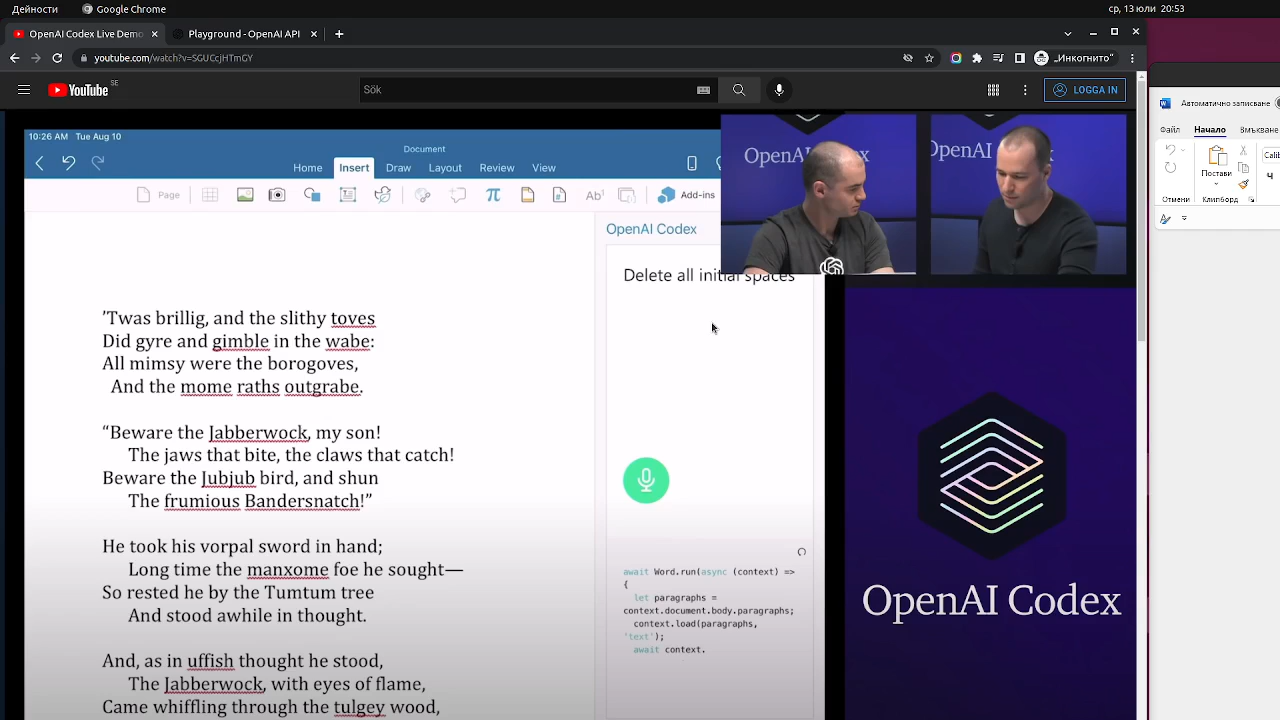 Дейности
Google Chrome
ср, 13 юли 20:53
OpenAI Codex Live Demo
Playground - OpenAI API
youtube.com/watch?v=SGUCcjHTmGY
„Инкогнито“
YouTube
SE
Sök
LOGGA IN
Автоматично записване
Файл
Начало
Вмъкване
Постави
Отмени
Клипборд
10:26 AM Tue Aug 10
Document
Home
Insert
Draw
Layout
Review
View
Page
Add-ins
OpenAI Codex
Delete all initial spaces
’Twas brillig, and the slithy toves
Did gyre and gimble in the wabe:
All mimsy were the borogoves,
And the mome raths outgrabe.
“Beware the Jabberwock, my son!
The jaws that bite, the claws that catch!
Beware the Jubjub bird, and shun
The frumious Bandersnatch!”
He took his vorpal sword in hand;
Long time the manxome foe he sought—
So rested he by the Tumtum tree
And stood awhile in thought.
And, as in uffish thought he stood,
The Jabberwock, with eyes of flame,
Came whiffling through the tulgey wood,
await Word.run(async (context) =>
{
let paragraphs =
context.document.body.paragraphs;
context.load(paragraphs,
'text');
await context.
OpenAI Codex